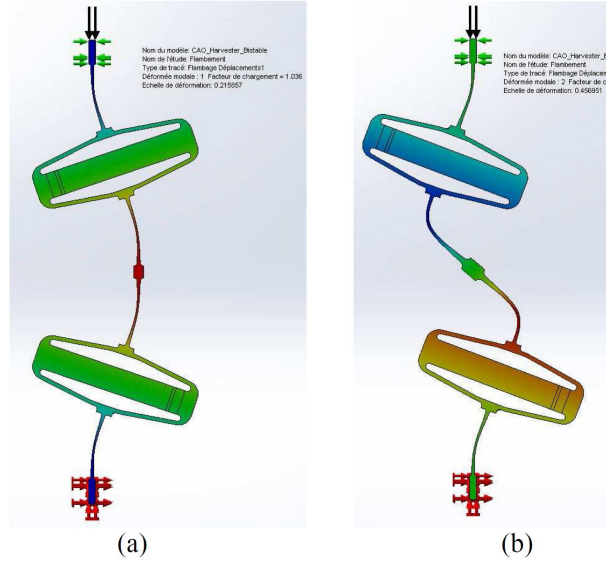 Nom du modèle: CAO_Harvester_Bistable
Nom de l'étude: Flambement
Type de tracé: Flambage Déplacements1
Déformée modale : 1 Facteur de chargement = 1.036
Echelle de déformation: 0.215857
Nom du modèle: CAO_Harvester_B
Nom de l'étude: Flambement
Type de tracé: Flambage Déplacem
Déformée modale : 2 Facteur de c
Echelle de déformation: 0.456951
(a)
(b)